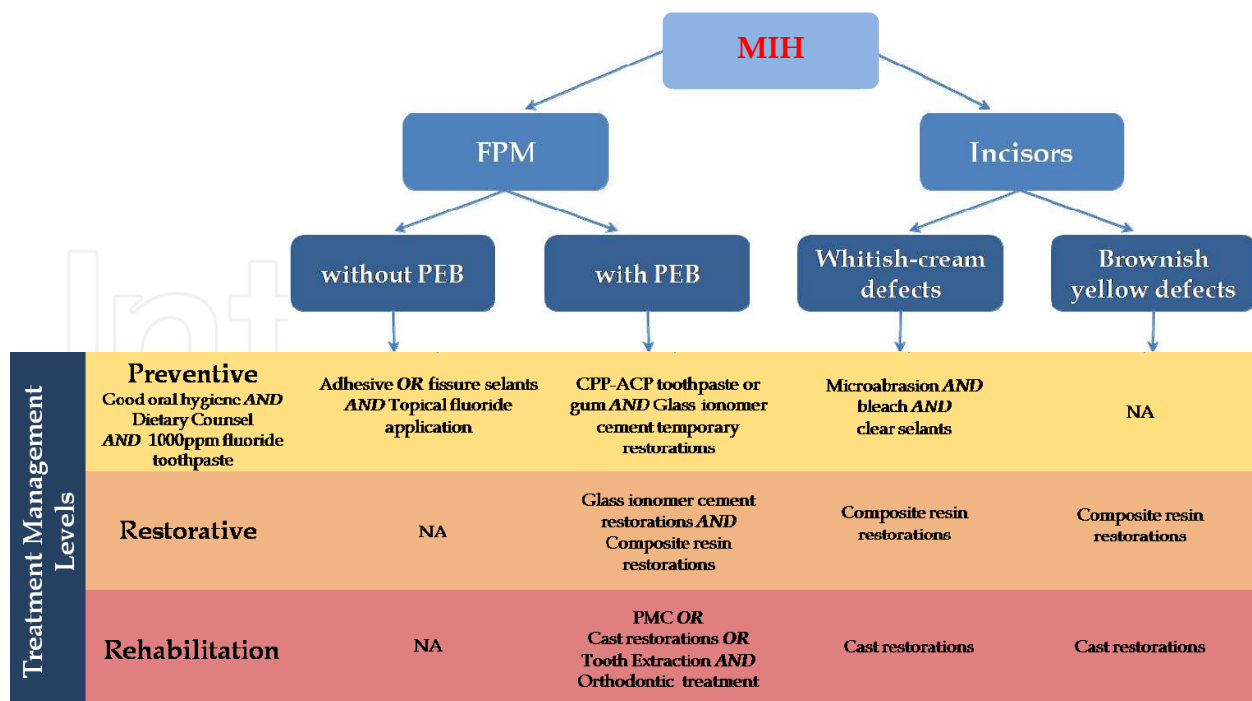 MIH
FPM
Incisors
without PEB
with PEB
Whitish-cream
defects
Brownish
yellow defects
Treatment Management
Levels
Preventive
Good oral hygiene AND
Dietary Counsel
AND 1000ppm fluoride
toothpaste
Adhesive OR fissure selants
AND Topical fluoride
application
CPP-ACP toothpaste or
gum AND Glass ionomer
cement temporary
restorations
Microabrasion AND
bleach AND
clear selants
NA
Restorative
NA
Glass ionomer cement
restorations AND
Composite resin
restorations
Composite resin
restorations
Composite resin
restorations
Rehabilitation
NA
PMC OR
Cast restorations OR
Tooth Extraction AND
Orthodontic treatment
Cast restorations
Cast restorations
Int